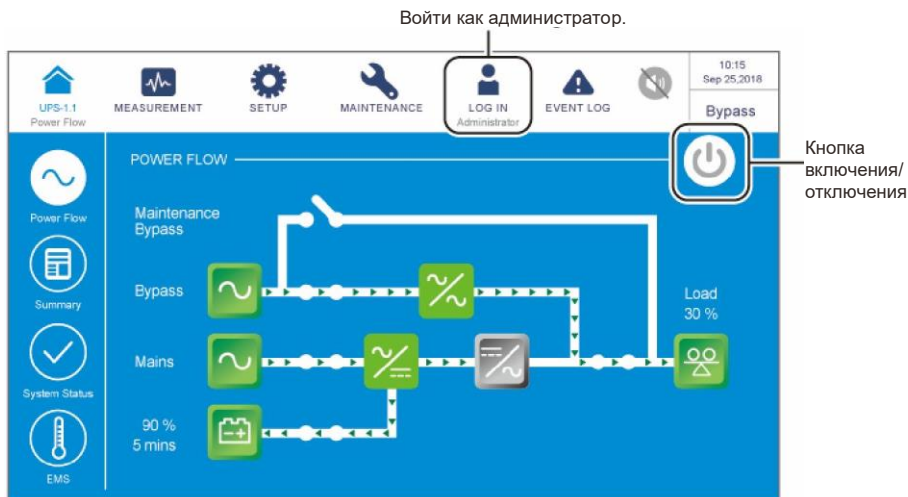 Войти как администратор.
10:15
Sep 25,2018
UPS-1.1
Power Flow
MEASUREMENT
SETUP
MAINTENANCE
LOG IN
Administrator
EVENT LOG
Bypass
Кнопка
включения/
отключения
POWER FLOW
Power Flow
Maintenance
Bypass
Summary
Bypass
Load
30 %
Mains
System Status
90 %
5 mins
EMS